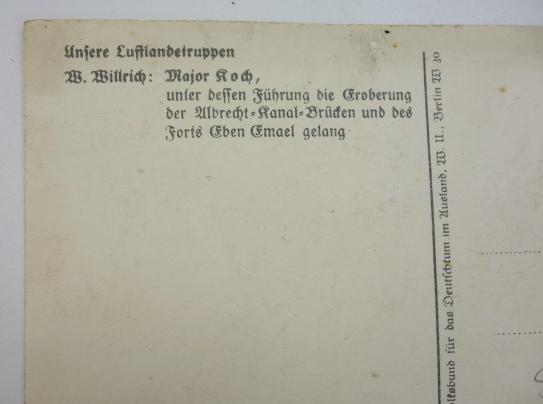 Unsere Luftlandetruppen
W. Willrich: Major Koch,
unter dessen Führung die Eroberung
der Albrecht-Kanal-Brücken und des
Forts Eben Emael gelang
für das Deutschtum im Ausland, W. U., Berlin W 30